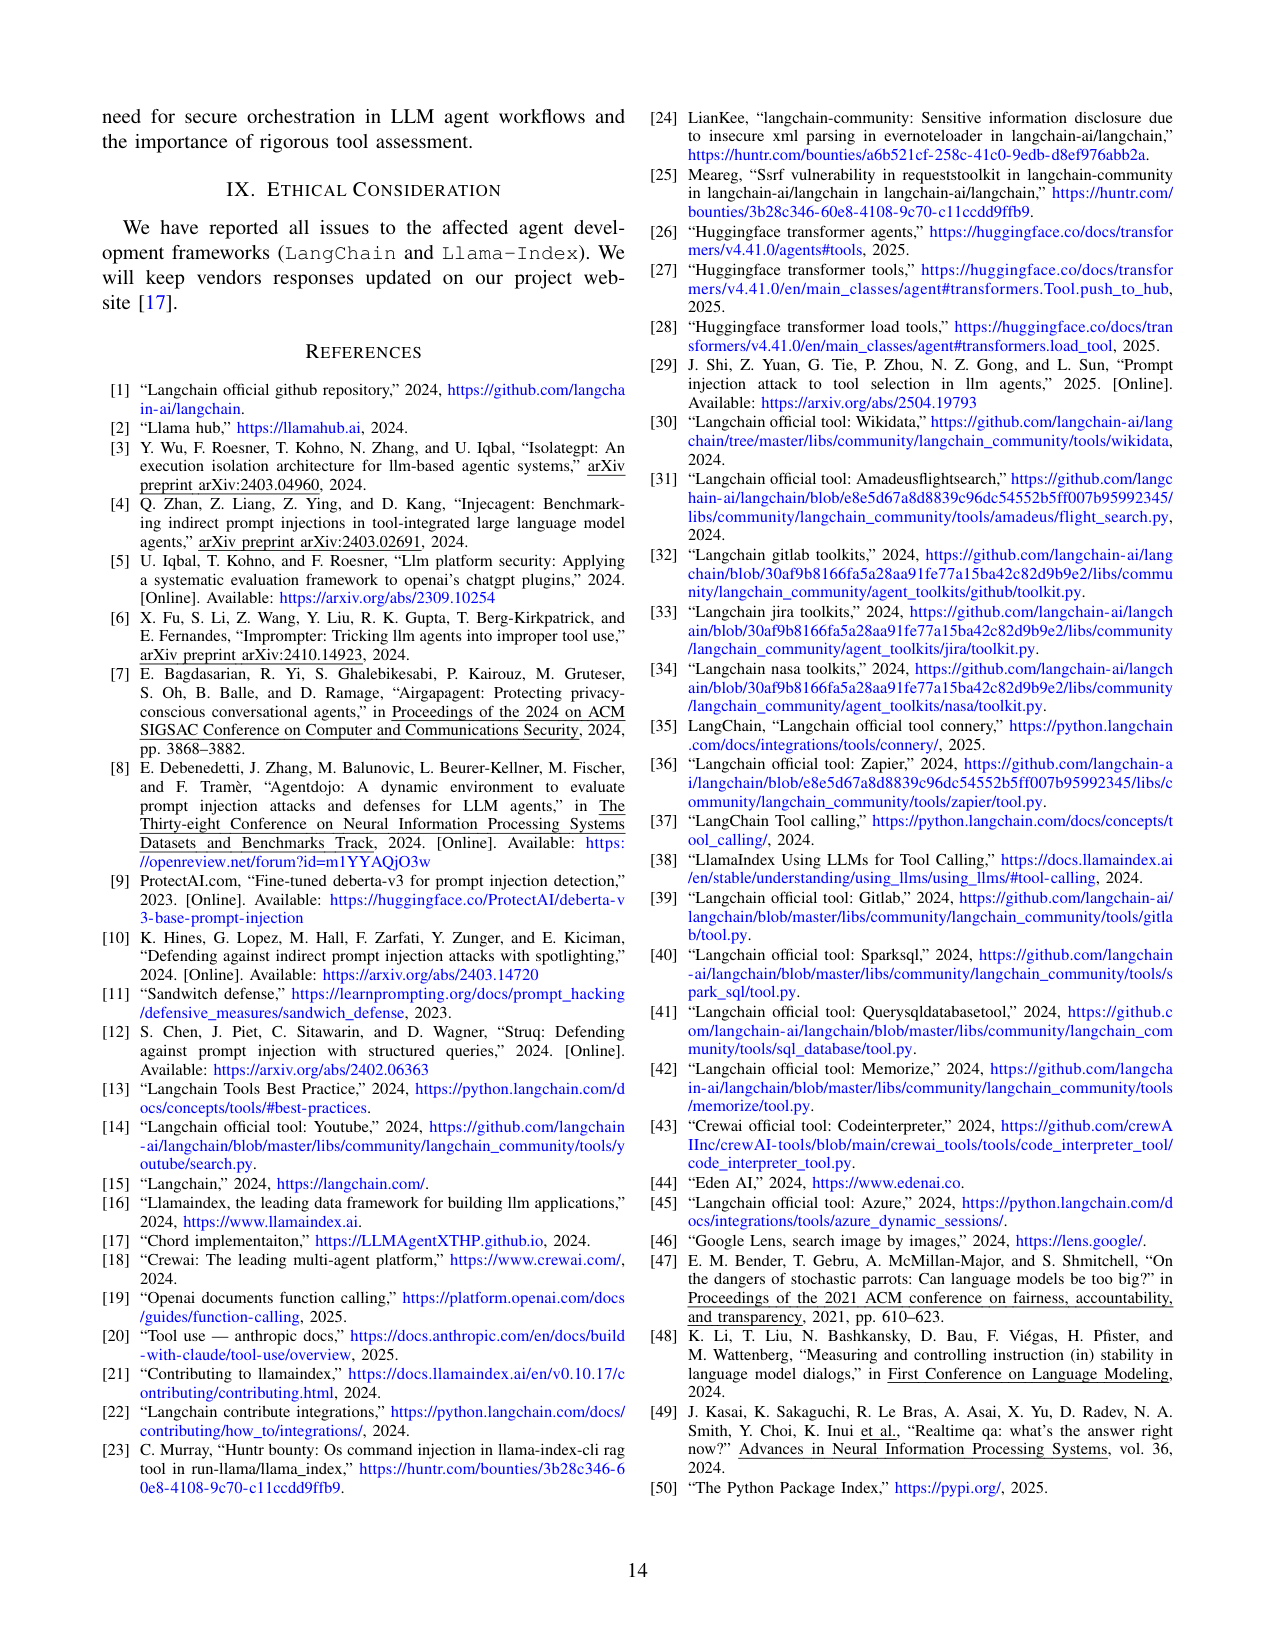 need for secure orchestration in LLM agent workflows and
the importance of rigorous tool assessment.
IX. ETHICAL CONSIDERATION
We have reported all issues to the affected agent devel-
opment frameworks (LangChain and Llama-Index). We
will keep vendors responses updated on our project web-
site [17].
REFERENCES
[1] “Langchain official github repository,” 2024, https://github.com/langcha
in-ai/langchain.
[2] “Llama hub,” https://llamahub.ai, 2024.
[3] Y. Wu, F. Roesner, T. Kohno, N. Zhang, and U. Iqbal, “Isolategpt: An
execution isolation architecture for llm-based agentic systems,” arXiv
preprint arXiv:2403.04960, 2024.
[4] Q. Zhan, Z. Liang, Z. Ying, and D. Kang, “Injecagent: Benchmark-
ing indirect prompt injections in tool-integrated large language model
agents,” arXiv preprint arXiv:2403.02691, 2024.
[5] U. Iqbal, T. Kohno, and F. Roesner, “Llm platform security: Applying
a systematic evaluation framework to openai’s chatgpt plugins,” 2024.
[Online]. Available: https://arxiv.org/abs/2309.10254
[6] X. Fu, S. Li, Z. Wang, Y. Liu, R. K. Gupta, T. Berg-Kirkpatrick, and
E. Fernandes, “Imprompter: Tricking llm agents into improper tool use,”
arXiv preprint arXiv:2410.14923, 2024.
[7] E. Bagdasarian, R. Yi, S. Ghalebikesabi, P. Kairouz, M. Gruteser,
S. Oh, B. Balle, and D. Ramage, “Airgapagent: Protecting privacy-
conscious conversational agents,” in Proceedings of the 2024 on ACM
SIGSAC Conference on Computer and Communications Security, 2024,
pp. 3868–3882.
[8] E. Debenedetti, J. Zhang, M. Balunovic, L. Beurer-Kellner, M. Fischer,
and F. Tramèr, “Agentdojo: A dynamic environment to evaluate
prompt injection attacks and defenses for LLM agents,” in The
Thirty-eight Conference on Neural Information Processing Systems
Datasets and Benchmarks Track, 2024. [Online]. Available: https:
//openreview.net/forum?id=m1YYAQjO3w
[9] ProtectAI.com, “Fine-tuned deberta-v3 for prompt injection detection,”
2023. [Online]. Available: https://huggingface.co/ProtectAI/deberta-v
3-base-prompt-injection
[10] K. Hines, G. Lopez, M. Hall, F. Zarfati, Y. Zunger, and E. Kiciman,
“Defending against indirect prompt injection attacks with spotlighting,”
2024. [Online]. Available: https://arxiv.org/abs/2403.14720
[11] “Sandwitch defense,” https://learnprompting.org/docs/prompt_hacking
/defensive_measures/sandwich_defense, 2023.
[12] S. Chen, J. Piet, C. Sitawarin, and D. Wagner, “Struq: Defending
against prompt injection with structured queries,” 2024. [Online].
Available: https://arxiv.org/abs/2402.06363
[13] “Langchain Tools Best Practice,” 2024, https://python.langchain.com/d
ocs/concepts/tools/#best-practices.
[14] “Langchain official tool: Youtube,” 2024, https://github.com/langchain
-ai/langchain/blob/master/libs/community/langchain_community/tools/y
outube/search.py.
[15] “Langchain,” 2024, https://langchain.com/.
[16] “Llamaindex, the leading data framework for building llm applications,”
2024, https://www.llamaindex.ai.
[17] “Chord implementaiton,” https://LLMAgentXTHP.github.io, 2024.
[18] “Crewai: The leading multi-agent platform,” https://www.crewai.com/,
2024.
[19] “Openai documents function calling,” https://platform.openai.com/docs
/guides/function-calling, 2025.
[20] “Tool use — anthropic docs,” https://docs.anthropic.com/en/docs/build
-with-claude/tool-use/overview, 2025.
[21] “Contributing to llamaindex,” https://docs.llamaindex.ai/en/v0.10.17/c
ontributing/contributing.html, 2024.
[22] “Langchain contribute integrations,” https://python.langchain.com/docs/
contributing/how_to/integrations/, 2024.
[23] C. Murray, “Huntr bounty: Os command injection in llama-index-cli rag
tool in run-llama/llama_index,” https://huntr.com/bounties/3b28c346-6
0e8-4108-9c70-c11ccdd9ffb9.
[24] LianKee, “langchain-community: Sensitive information disclosure due
to insecure xml parsing in evernoteloader in langchain-ai/langchain,”
https://huntr.com/bounties/a6b521cf-258c-41c0-9edb-d8ef976abb2a.
[25] Meareg, “Ssrf vulnerability in requeststoolkit in langchain-community
in langchain-ai/langchain in langchain-ai/langchain,” https://huntr.com/
bounties/3b28c346-60e8-4108-9c70-c11ccdd9ffb9.
[26] “Huggingface transformer agents,” https://huggingface.co/docs/transfor
mers/v4.41.0/agents#tools, 2025.
[27] “Huggingface transformer tools,” https://huggingface.co/docs/transfor
mers/v4.41.0/en/main_classes/agent#transformers.Tool.push_to_hub,
2025.
[28] “Huggingface transformer load tools,” https://huggingface.co/docs/tran
sformers/v4.41.0/en/main_classes/agent#transformers.load_tool, 2025.
[29] J. Shi, Z. Yuan, G. Tie, P. Zhou, N. Z. Gong, and L. Sun, “Prompt
injection attack to tool selection in llm agents,” 2025. [Online].
Available: https://arxiv.org/abs/2504.19793
[30] “Langchain official tool: Wikidata,” https://github.com/langchain-ai/lang
chain/tree/master/libs/community/langchain_community/tools/wikidata,
2024.
[31] “Langchain official tool: Amadeusflightsearch,” https://github.com/langc
hain-ai/langchain/blob/e8e5d67a8d8839c96dc54552b5ff007b95992345/
libs/community/langchain_community/tools/amadeus/flight_search.py,
2024.
[32] “Langchain gitlab toolkits,” 2024, https://github.com/langchain-ai/lang
chain/blob/30af9b8166fa5a28aa91fe77a15ba42c82d9b9e2/libs/commu
nity/langchain_community/agent_toolkits/github/toolkit.py.
[33] “Langchain jira toolkits,” 2024, https://github.com/langchain-ai/langch
ain/blob/30af9b8166fa5a28aa91fe77a15ba42c82d9b9e2/libs/community
/langchain_community/agent_toolkits/jira/toolkit.py.
[34] “Langchain nasa toolkits,” 2024, https://github.com/langchain-ai/langch
ain/blob/30af9b8166fa5a28aa91fe77a15ba42c82d9b9e2/libs/community
/langchain_community/agent_toolkits/nasa/toolkit.py.
[35] LangChain, “Langchain official tool connery,” https://python.langchain
.com/docs/integrations/tools/connery/, 2025.
[36] “Langchain official tool: Zapier,” 2024, https://github.com/langchain-a
i/langchain/blob/e8e5d67a8d8839c96dc54552b5ff007b95992345/libs/c
ommunity/langchain_community/tools/zapier/tool.py.
[37] “LangChain Tool calling,” https://python.langchain.com/docs/concepts/t
ool_calling/, 2024.
[38] “LlamaIndex Using LLMs for Tool Calling,” https://docs.llamaindex.ai
/en/stable/understanding/using_llms/using_llms/#tool-calling, 2024.
[39] “Langchain official tool: Gitlab,” 2024, https://github.com/langchain-ai/
langchain/blob/master/libs/community/langchain_community/tools/gitla
b/tool.py.
[40] “Langchain official tool: Sparksql,” 2024, https://github.com/langchain
-ai/langchain/blob/master/libs/community/langchain_community/tools/s
park_sql/tool.py.
[41] “Langchain official tool: Querysqldatabasetool,” 2024, https://github.c
om/langchain-ai/langchain/blob/master/libs/community/langchain_com
munity/tools/sql_database/tool.py.
[42] “Langchain official tool: Memorize,” 2024, https://github.com/langcha
in-ai/langchain/blob/master/libs/community/langchain_community/tools
/memorize/tool.py.
[43] “Crewai official tool: Codeinterpreter,” 2024, https://github.com/crewA
IInc/crewAI-tools/blob/main/crewai_tools/tools/code_interpreter_tool/
code_interpreter_tool.py.
[44] “Eden AI,” 2024, https://www.edenai.co.
[45] “Langchain official tool: Azure,” 2024, https://python.langchain.com/d
ocs/integrations/tools/azure_dynamic_sessions/.
[46] “Google Lens, search image by images,” 2024, https://lens.google/.
[47] E. M. Bender, T. Gebru, A. McMillan-Major, and S. Shmitchell, “On
the dangers of stochastic parrots: Can language models be too big?” in
Proceedings of the 2021 ACM conference on fairness, accountability,
and transparency, 2021, pp. 610–623.
[48] K. Li, T. Liu, N. Bashkansky, D. Bau, F. Viégas, H. Pfister, and
M. Wattenberg, “Measuring and controlling instruction (in) stability in
language model dialogs,” in First Conference on Language Modeling,
2024.
[49] J. Kasai, K. Sakaguchi, R. Le Bras, A. Asai, X. Yu, D. Radev, N. A.
Smith, Y. Choi, K. Inui et al., “Realtime qa: what’s the answer right
now?” Advances in Neural Information Processing Systems, vol. 36,
2024.
[50] “The Python Package Index,” https://pypi.org/, 2025.
14